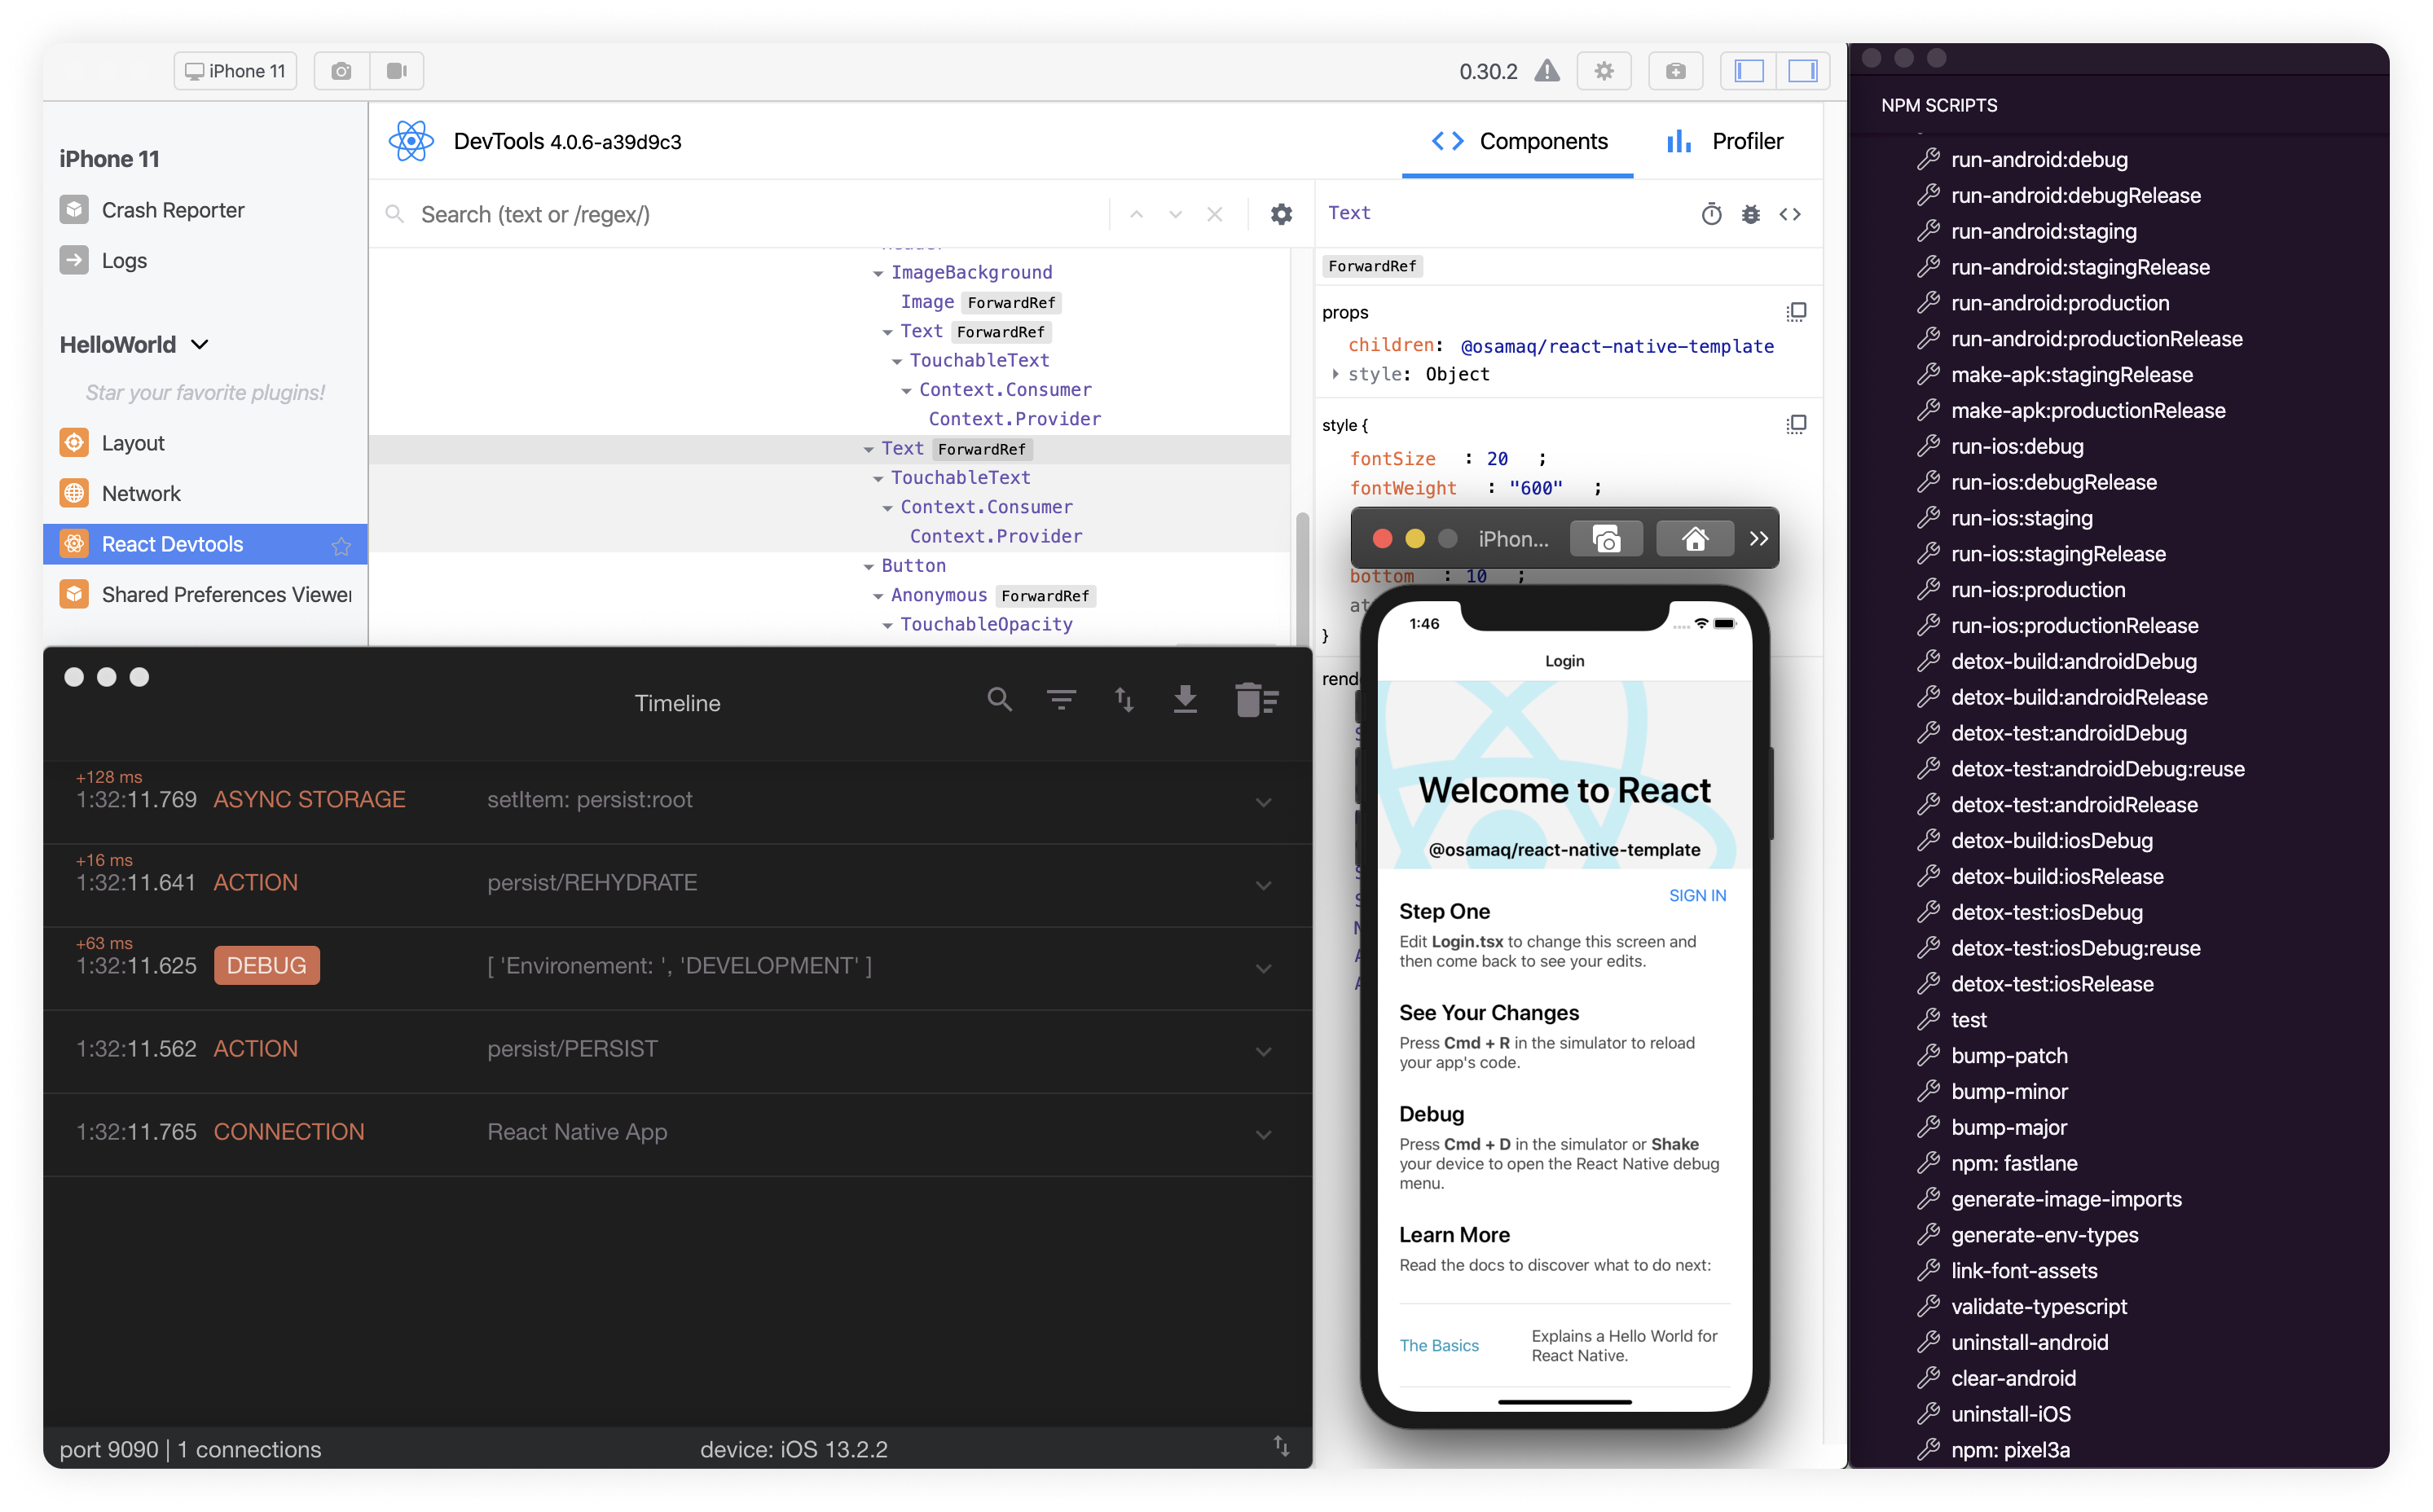 iPhone 11
0.30.2
iPhone 11
Crash Reporter
Logs
HelloWorld
Star your favorite plugins!
Layout
Network
React Devtools
Shared Preferences Viewer
DevTools 4.0.6-a39d9c3
Components
Profiler
Search (text or /regex/)
ImageBackground
Image ForwardRef
Text ForwardRef
TouchableText
Context.Consumer
Context.Provider
Text ForwardRef
TouchableText
Context.Consumer
Context.Provider
Button
Anonymous ForwardRef
TouchableOpacity
Text
ForwardRef
props
children: @osamaq/react-native-template
style: Object
style {
fontSize : 20 ;
fontWeight : "600" ;
bottom : 10 ;
}
iPhon...
1:46
Login
Welcome to React
@osamaq/react-native-template
SIGN IN
Step One
Edit Login.tsx to change this screen and
then come back to see your edits.
See Your Changes
Press Cmd + R in the simulator to reload
your app's code.
Debug
Press Cmd + D in the simulator or Shake
your device to open the React Native debug
menu.
Learn More
Read the docs to discover what to do next:
The Basics
Explains a Hello World for
React Native.
Timeline
+128 ms
1:32:11.769 ASYNC STORAGE setItem: persist:root
+16 ms
1:32:11.641 ACTION persist/REHYDRATE
+63 ms
1:32:11.625 DEBUG [ 'Environement: ', 'DEVELOPMENT' ]
1:32:11.562 ACTION persist/PERSIST
1:32:11.765 CONNECTION React Native App
port 9090 | 1 connections
device: iOS 13.2.2
NPM SCRIPTS
run-android:debug
run-android:debugRelease
run-android:staging
run-android:stagingRelease
run-android:production
run-android:productionRelease
make-apk:stagingRelease
make-apk:productionRelease
run-ios:debug
run-ios:debugRelease
run-ios:staging
run-ios:stagingRelease
run-ios:production
run-ios:productionRelease
detox-build:androidDebug
detox-build:androidRelease
detox-test:androidDebug
detox-test:androidDebug:reuse
detox-test:androidRelease
detox-build:iosDebug
detox-build:iosRelease
detox-test:iosDebug
detox-test:iosDebug:reuse
detox-test:iosRelease
test
bump-patch
bump-minor
bump-major
npm: fastlane
generate-image-imports
generate-env-types
link-font-assets
validate-typescript
uninstall-android
clear-android
uninstall-iOS
npm: pixel3a